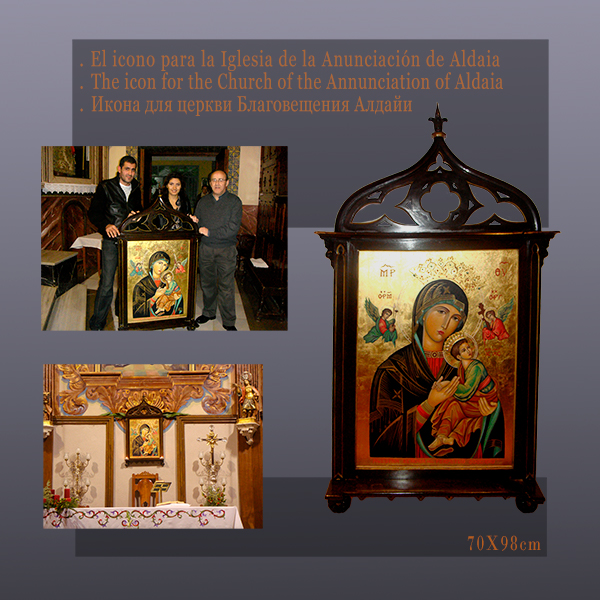 . El icono para la Iglesia de la Anunciación de Aldaia
. The icon for the Church of the Annunciation of Aldaia
. Икона для церкви Благовещения Алдайи
70X98cm